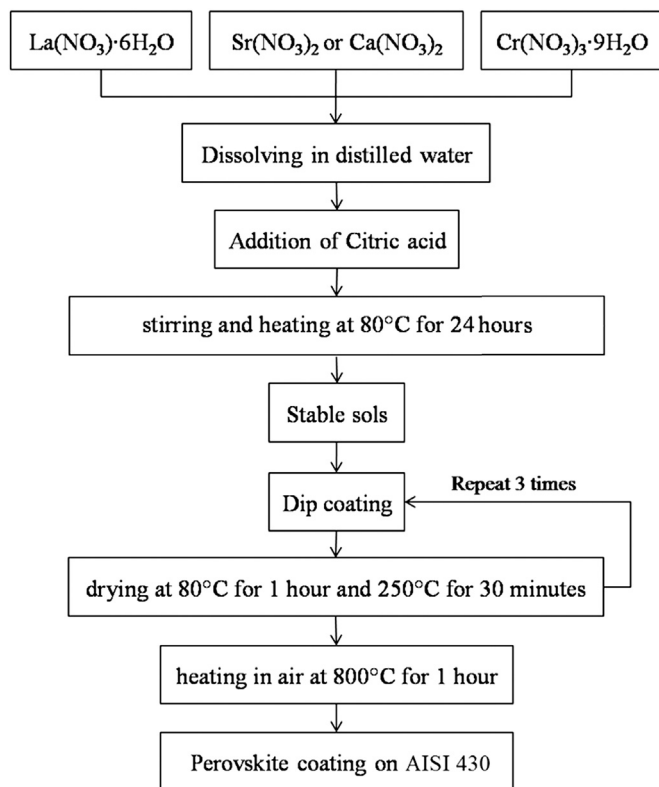 La(NO₃)·6H₂O
Sr(NO₃)₂ or Ca(NO₃)₂
Cr(NO₃)₃·9H₂O
Dissolving in distilled water
Addition of Citric acid
stirring and heating at 80°C for 24 hours
Stable sols
Repeat 3 times
Dip coating
drying at 80°C for 1 hour and 250°C for 30 minutes
heating in air at 800°C for 1 hour
Perovskite coating on AISI 430